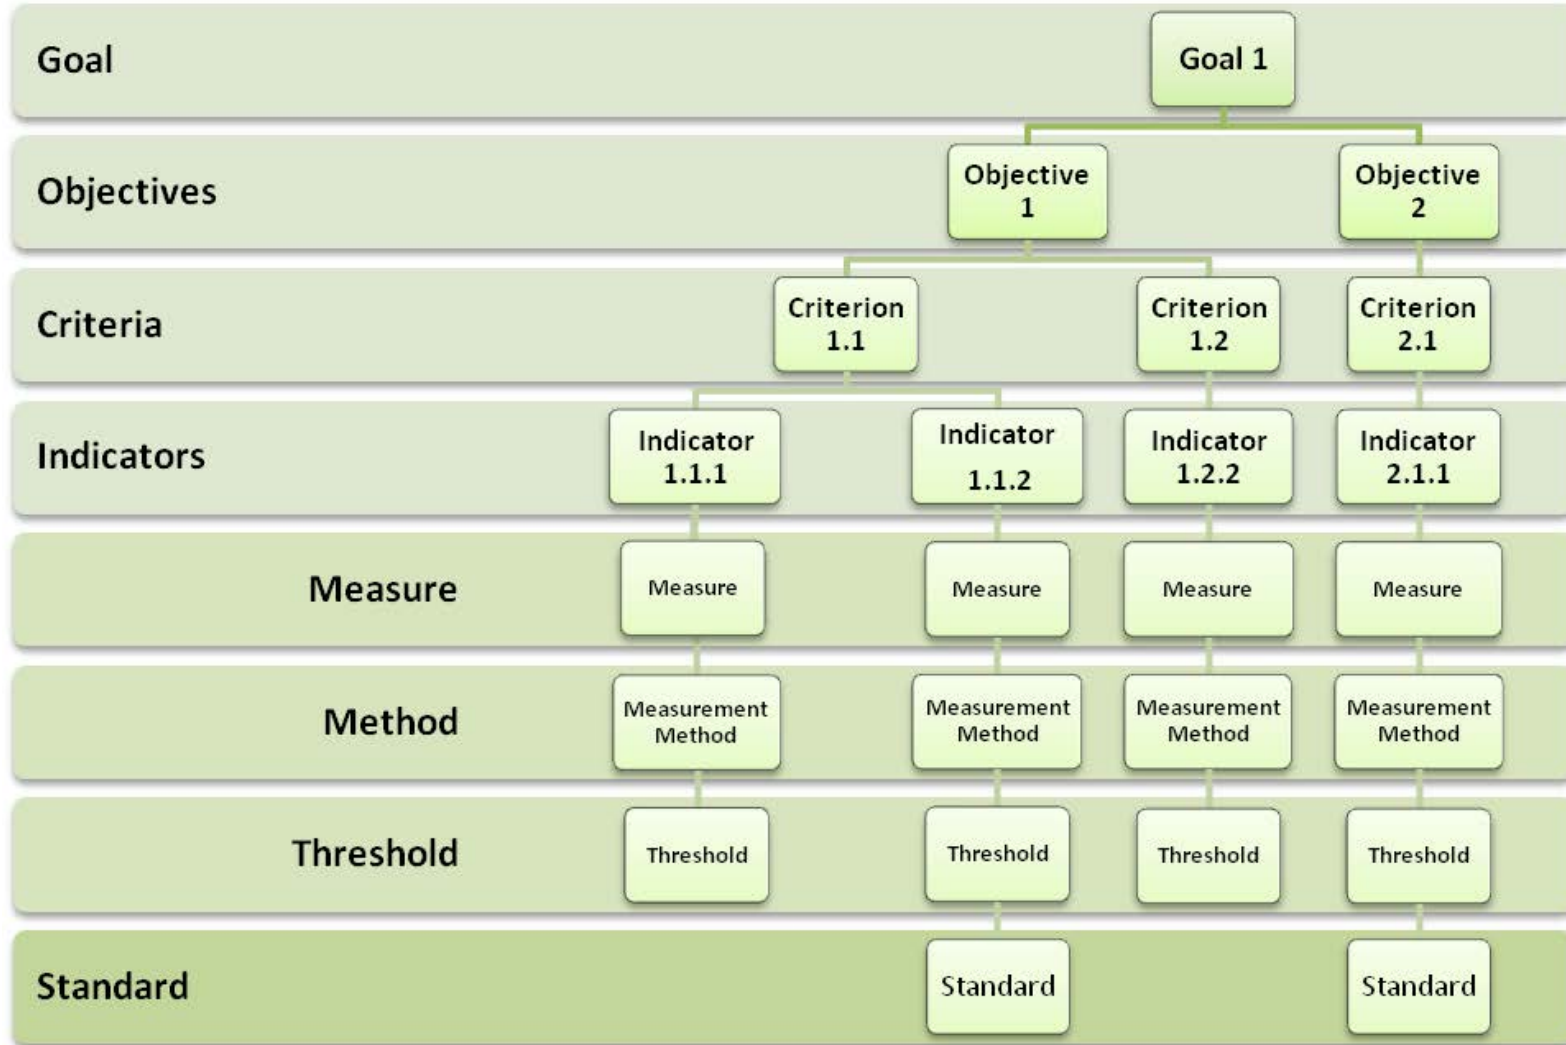 Goal
Goal 1
Objectives
Objective
1
Objective
2
Criteria
Criterion
1.1
Criterion
1.2
Criterion
2.1
Indicators
Indicator
1.1.1
Indicator
1.1.2
Indicator
1.2.2
Indicator
2.1.1
Measure
Measure
Measure
Measure
Measure
Method
Measurement
Method
Measurement
Method
Measurement
Method
Measurement
Method
Threshold
Threshold
Threshold
Threshold
Threshold
Standard
Standard
Standard